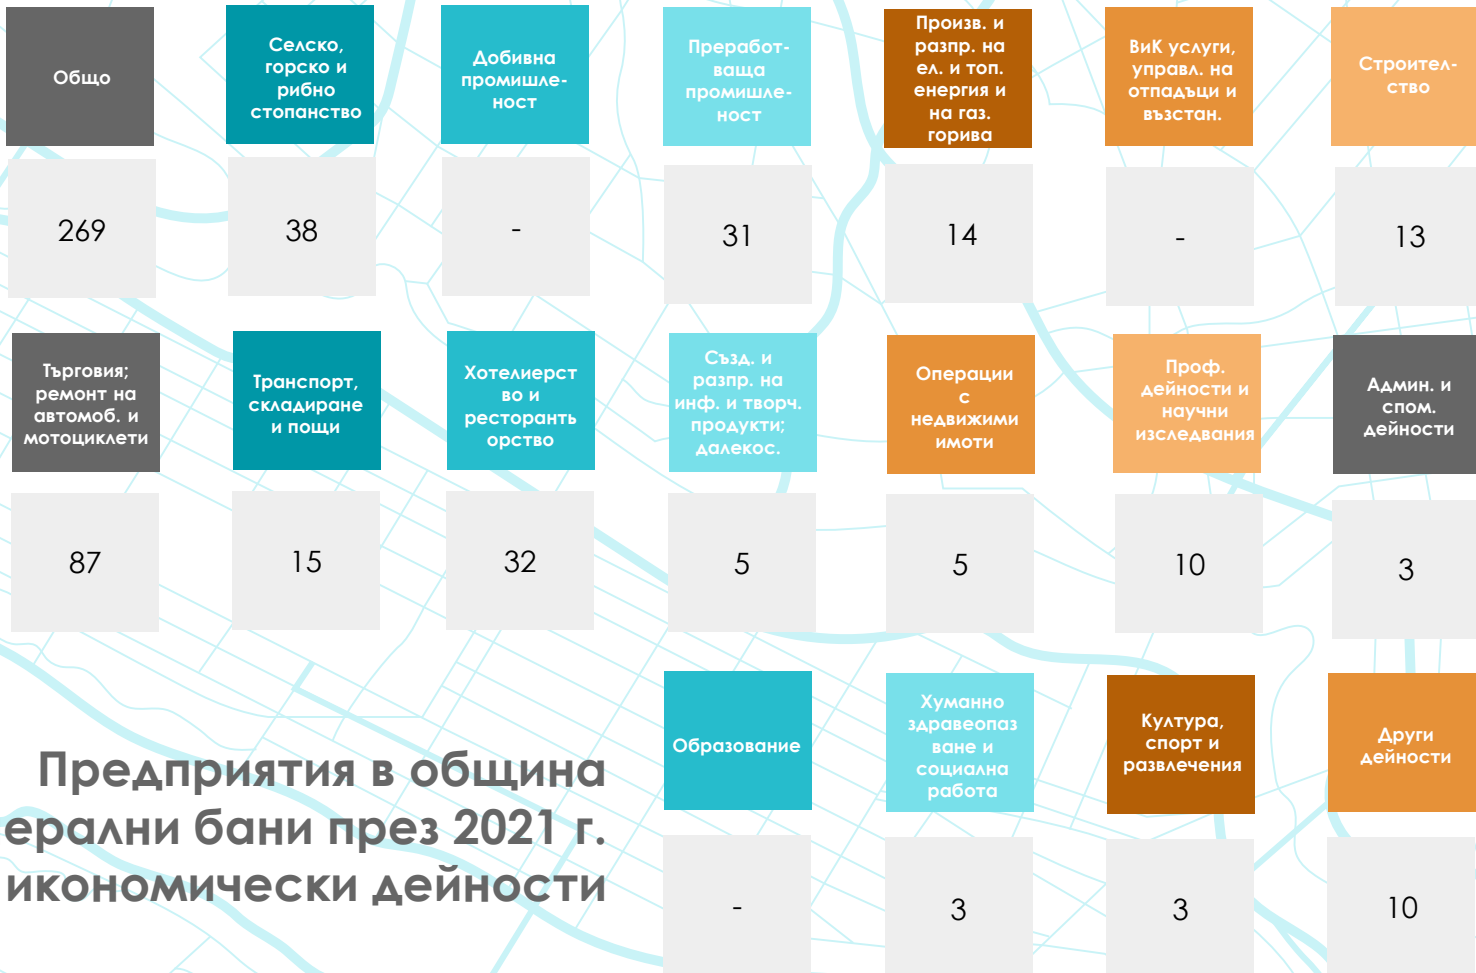 Общо
Селско,
горско и
рибно
стопанство
Добивна
промишле-
ност
Преработ-
ваща
промишле-
ност
Произв. и
разпр. на
ел. и топ.
енергия и
на газ.
горива
ВиК услуги,
управл. на
отпадъци и
възстан.
Строител-
ство
269
38
-
31
14
-
13
Търговия;
ремонт на
автомоб. и
мотоциклети
Транспорт,
складиране
и пощи
Хотелиерст
во и
ресторанть
орство
Създ. и
разпр. на
инф. и творч.
продукти;
далекос.
Операции
с
недвижими
имоти
Проф.
дейности и
научни
изследвания
Админ. и
спом.
дейности
87
15
32
5
5
10
3
Образование
Хуманно
здравеопаз
ване и
социална
работа
Култура,
спорт и
развлечения
Други
дейности
-
3
3
10
Предприятия в община
ерални бани през 2021 г.
икономически дейности